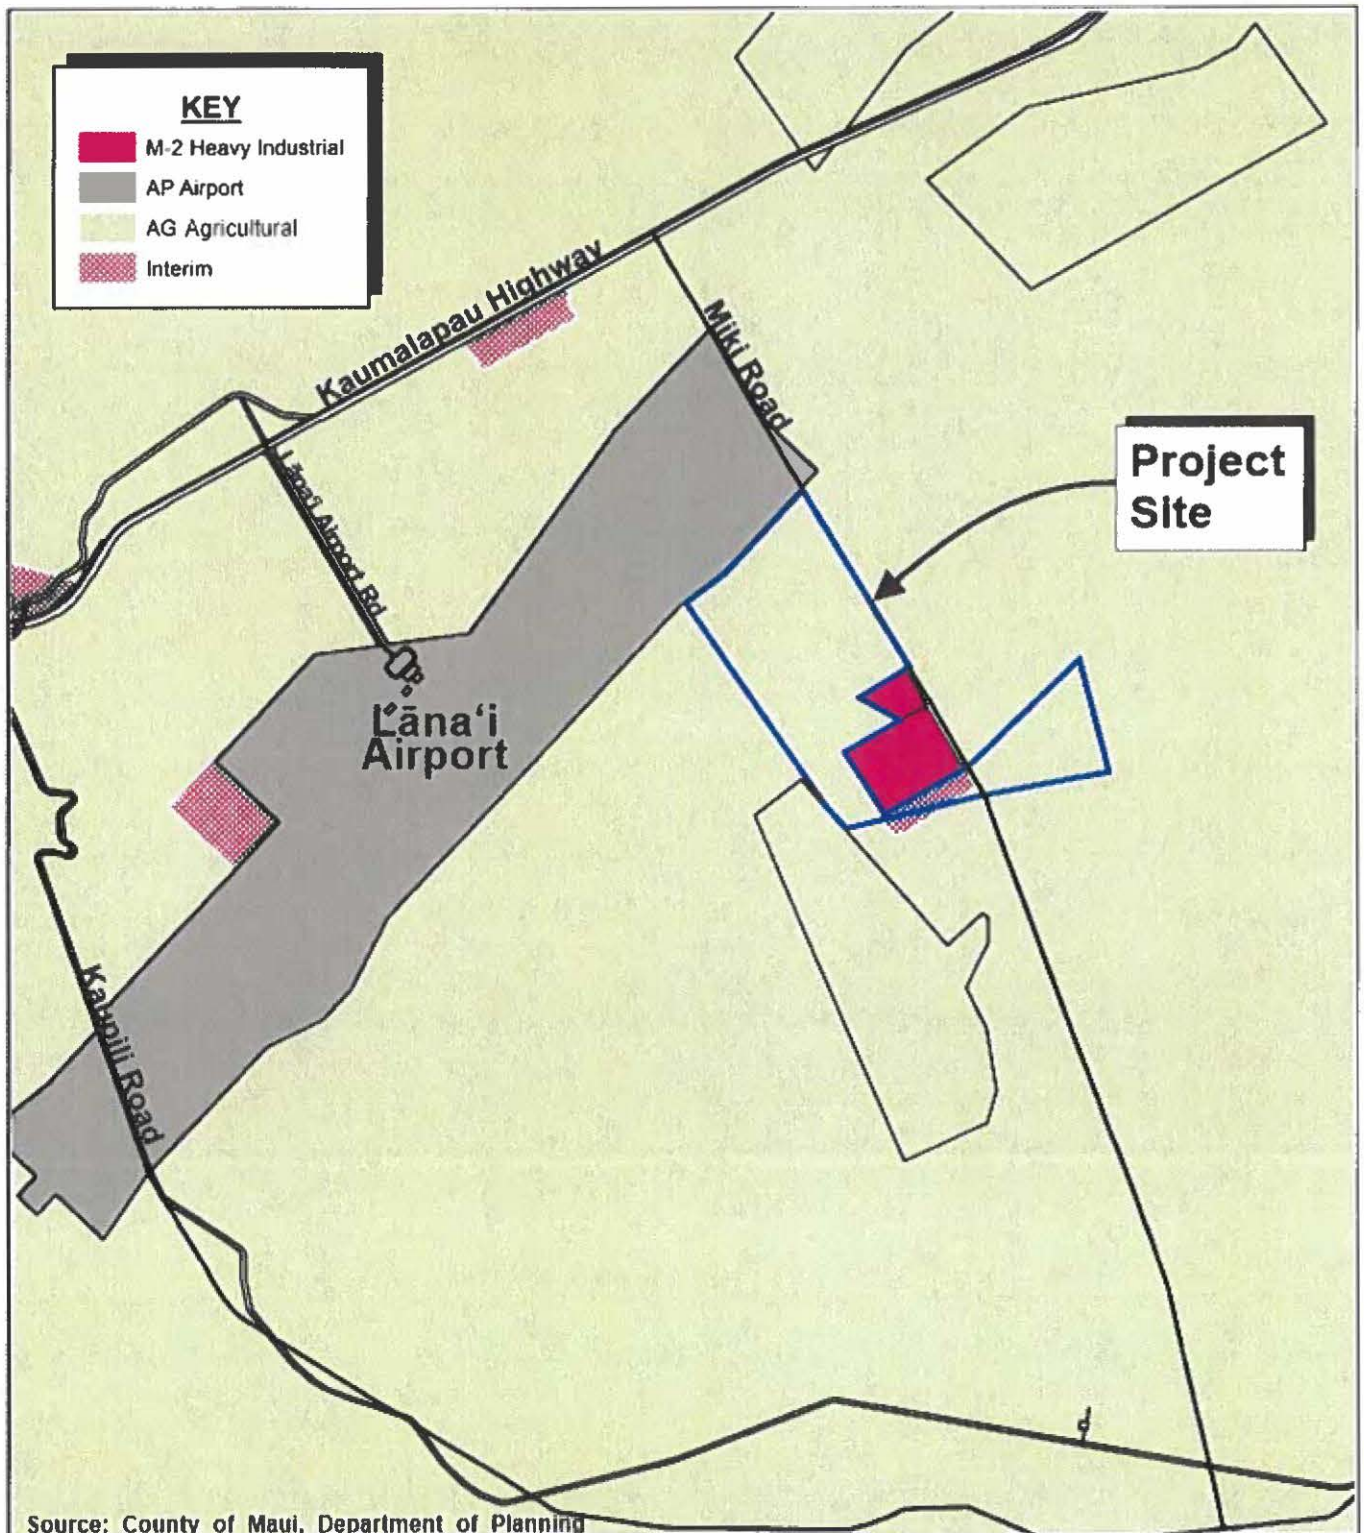 KEY
M-2 Heavy Industrial
AP Airport
AG Agricultural
Interim
Kaumalapau Highway
Miki Road
Lāna'i Airport Rd
Project
Site
Lāna'i
Airport
Kaupili Road
Source: County of Maui, Department of Planning